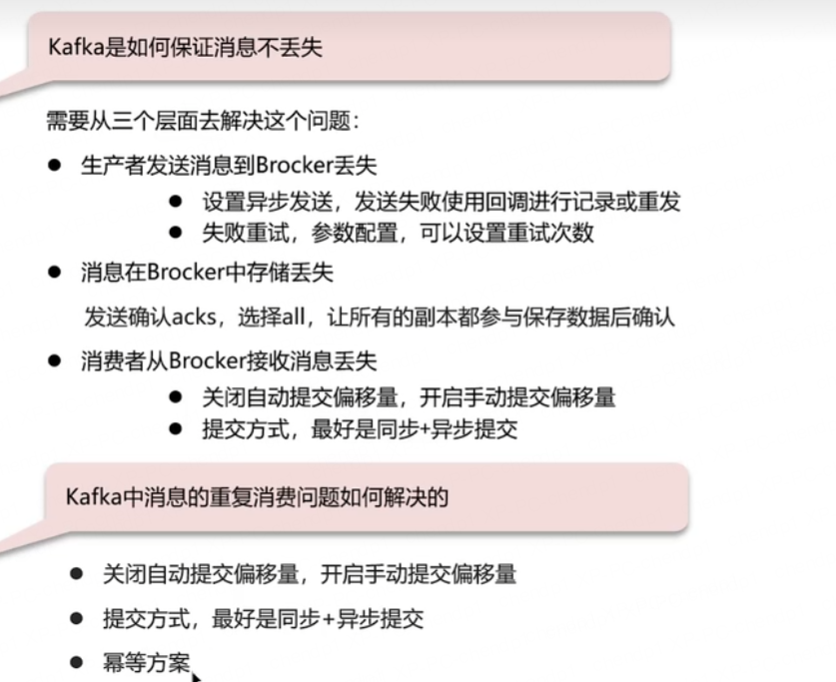 Kafka是如何保证消息不丢失
需要从三个层面去解决这个问题：
● 生产者发送消息到Brocker丢失
● 设置异步发送，发送失败使用回调进行记录或重发
● 失败重试，参数配置，可以设置重试次数
● 消息在Brocker中存储丢失
发送确认acks，选择all，让所有的副本都参与保存数据后确认
● 消费者从Brocker接收消息丢失
● 关闭自动提交偏移量，开启手动提交偏移量
● 提交方式，最好是同步+异步提交
Kafka中消息的重复消费问题如何解决的
● 关闭自动提交偏移量，开启手动提交偏移量
● 提交方式，最好是同步+异步提交
● 幂等方案